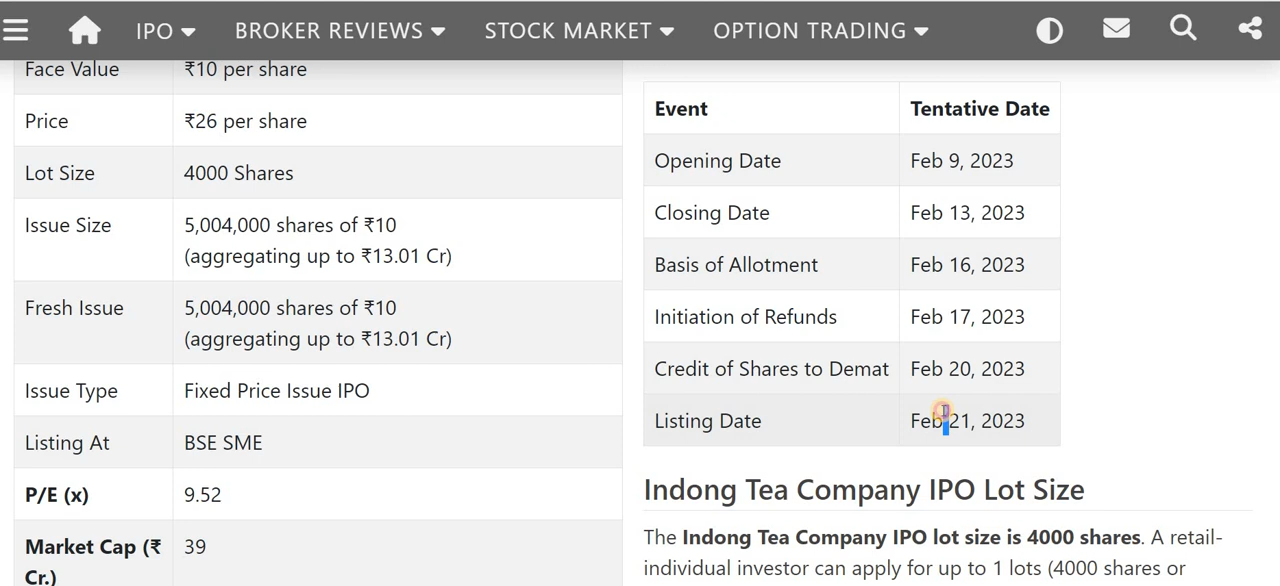 IPO BROKER REVIEWS STOCK MARKET OPTION TRADING
Face Value ₹10 per share
Price ₹26 per share
Lot Size 4000 Shares
Issue Size 5,004,000 shares of ₹10
(aggregating up to ₹13.01 Cr)
Fresh Issue 5,004,000 shares of ₹10
(aggregating up to ₹13.01 Cr)
Issue Type Fixed Price Issue IPO
Listing At BSE SME
P/E (x) 9.52
Market Cap (₹ 39
Cr.)
Event Tentative Date
Opening Date Feb 9, 2023
Closing Date Feb 13, 2023
Basis of Allotment Feb 16, 2023
Initiation of Refunds Feb 17, 2023
Credit of Shares to Demat Feb 20, 2023
Listing Date Feb 21, 2023
Indong Tea Company IPO Lot Size
The Indong Tea Company IPO lot size is 4000 shares. A retail-
individual investor can apply for up to 1 lots (4000 shares or